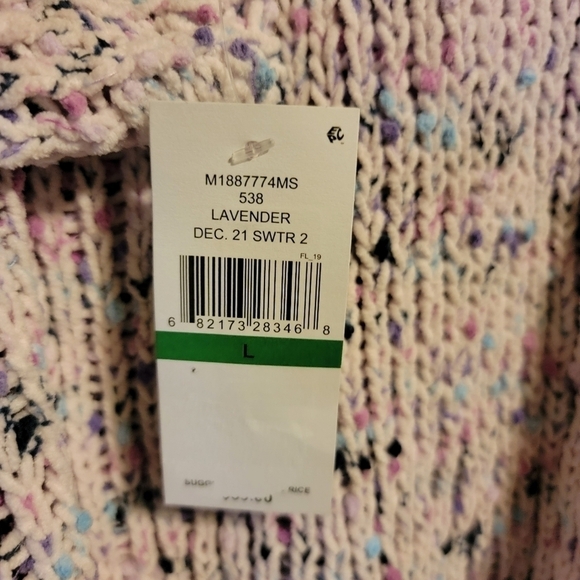 M1887774MS
538
LAVENDER
DEC. 21 SWTR 2
FL_19
6 82173 28346 8
L